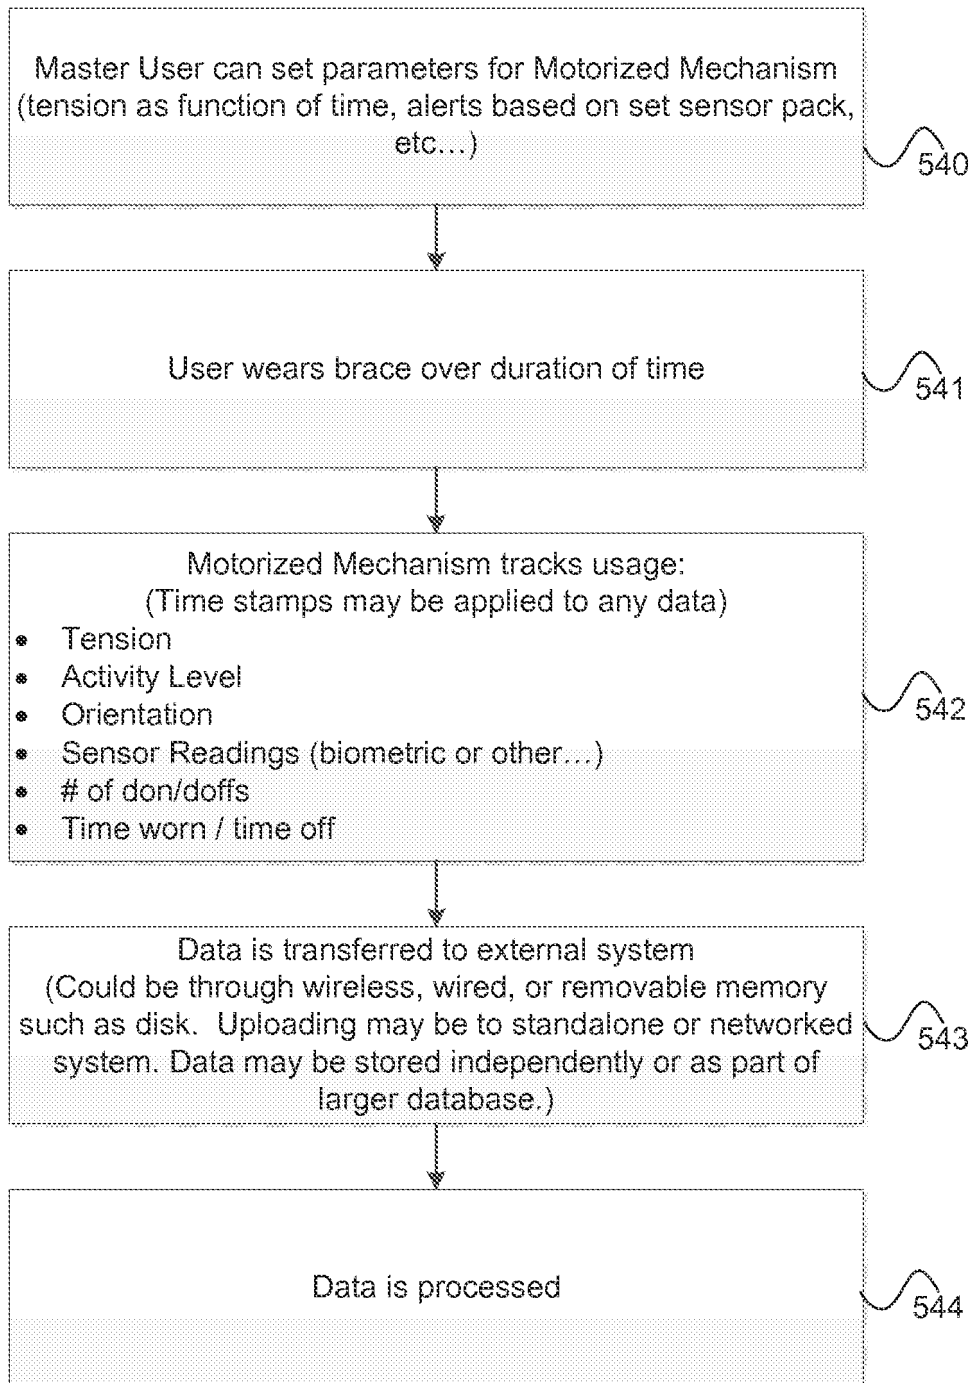 Master User can set parameters for Motorized Mechanism
(tension as function of time, alerts based on set sensor pack,
etc...)
540
User wears brace over duration of time
541
Motorized Mechanism tracks usage:
(Time stamps may be applied to any data)
• Tension
• Activity Level
• Orientation
• Sensor Readings (biometric or other...)
• # of don/doffs
• Time worn / time off
542
Data is transferred to external system
(Could be through wireless, wired, or removable memory
such as disk. Uploading may be to standalone or networked
system. Data may be stored independently or as part of
larger database.)
543
Data is processed
544